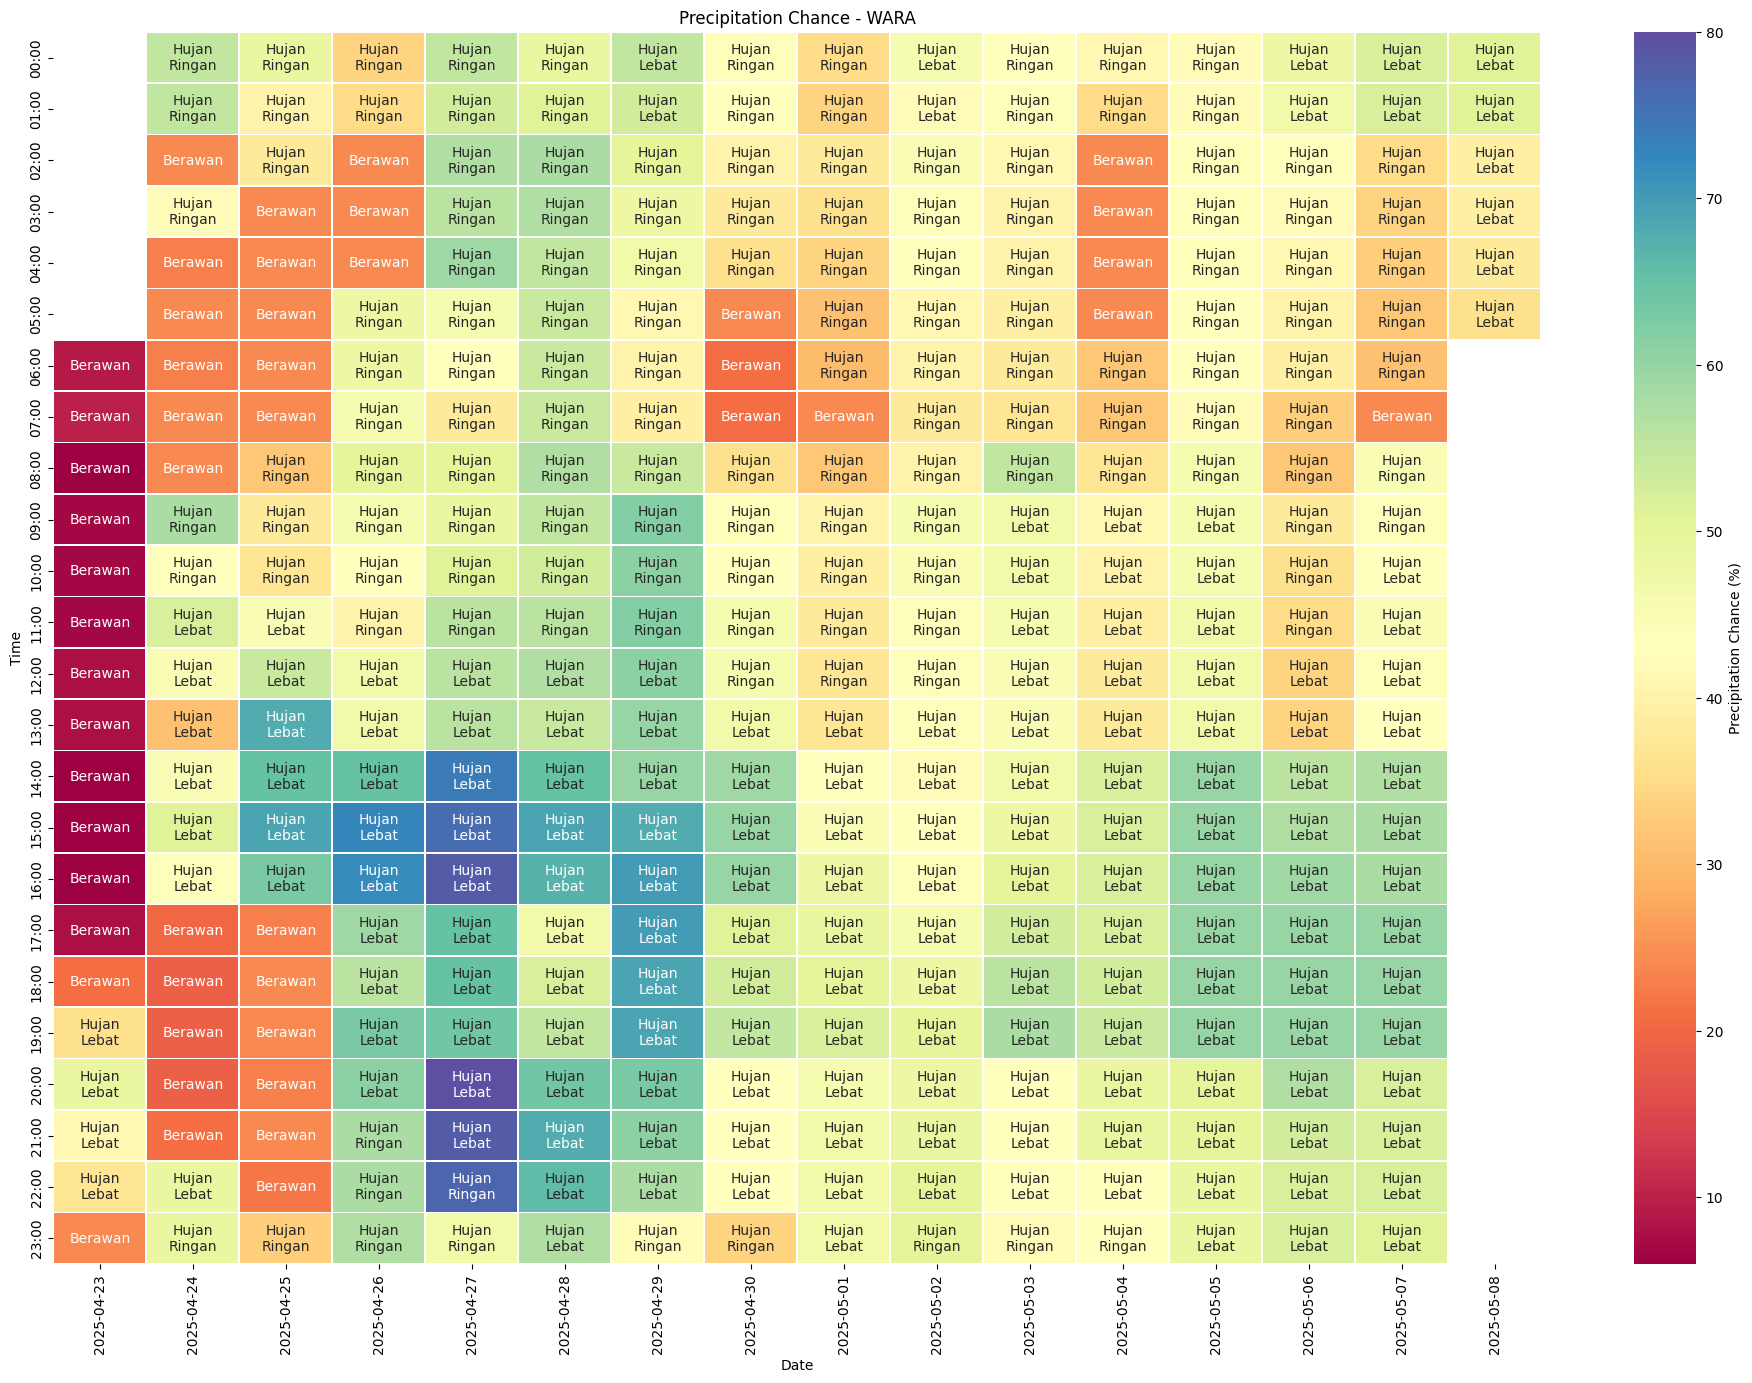 Precipitation Chance - WARA
00:00 Hujan Ringan Hujan Ringan Hujan Ringan Hujan Ringan Hujan Ringan Hujan Lebat Hujan Ringan Hujan Ringan Hujan Lebat Hujan Ringan Hujan Ringan Hujan Ringan Hujan Lebat Hujan Lebat Hujan Lebat
01:00 Hujan Ringan Hujan Ringan Hujan Ringan Hujan Ringan Hujan Ringan Hujan Lebat Hujan Ringan Hujan Ringan Hujan Lebat Hujan Ringan Hujan Ringan Hujan Ringan Hujan Lebat Hujan Lebat Hujan Lebat
02:00 Berawan Hujan Ringan Berawan Hujan Ringan Hujan Ringan Hujan Ringan Hujan Ringan Hujan Ringan Hujan Ringan Hujan Ringan Berawan Hujan Ringan Hujan Ringan Hujan Ringan Hujan Lebat
03:00 Hujan Ringan Berawan Berawan Hujan Ringan Hujan Ringan Hujan Ringan Hujan Ringan Hujan Ringan Hujan Ringan Hujan Ringan Berawan Hujan Ringan Hujan Ringan Hujan Ringan Hujan Lebat
04:00 Berawan Berawan Berawan Hujan Ringan Hujan Ringan Hujan Ringan Hujan Ringan Hujan Ringan Hujan Ringan Hujan Ringan Berawan Hujan Ringan Hujan Ringan Hujan Ringan Hujan Lebat
05:00 Berawan Berawan Hujan Ringan Hujan Ringan Hujan Ringan Hujan Ringan Berawan Hujan Ringan Hujan Ringan Hujan Ringan Berawan Hujan Ringan Hujan Ringan Hujan Ringan Hujan Lebat
06:00 Berawan Berawan Berawan Hujan Ringan Hujan Ringan Hujan Ringan Hujan Ringan Berawan Hujan Ringan Hujan Ringan Hujan Ringan Hujan Ringan Hujan Ringan Hujan Ringan Hujan Ringan
07:00 Berawan Berawan Berawan Hujan Ringan Hujan Ringan Hujan Ringan Hujan Ringan Berawan Berawan Hujan Ringan Hujan Ringan Hujan Ringan Hujan Ringan Hujan Ringan Berawan
08:00 Berawan Berawan Hujan Ringan Hujan Ringan Hujan Ringan Hujan Ringan Hujan Ringan Hujan Ringan Hujan Ringan Hujan Ringan Hujan Ringan Hujan Ringan Hujan Ringan Hujan Ringan Hujan Ringan
09:00 Berawan Hujan Ringan Hujan Ringan Hujan Ringan Hujan Ringan Hujan Ringan Hujan Ringan Hujan Ringan Hujan Ringan Hujan Ringan Hujan Lebat Hujan Lebat Hujan Lebat Hujan Ringan Hujan Ringan
10:00 Berawan Hujan Ringan Hujan Ringan Hujan Ringan Hujan Ringan Hujan Ringan Hujan Ringan Hujan Ringan Hujan Ringan Hujan Ringan Hujan Lebat Hujan Lebat Hujan Lebat Hujan Ringan Hujan Lebat
11:00 Berawan Hujan Lebat Hujan Lebat Hujan Ringan Hujan Ringan Hujan Ringan Hujan Ringan Hujan Ringan Hujan Ringan Hujan Ringan Hujan Lebat Hujan Lebat Hujan Lebat Hujan Ringan Hujan Lebat
12:00 Berawan Hujan Lebat Hujan Lebat Hujan Lebat Hujan Lebat Hujan Lebat Hujan Lebat Hujan Ringan Hujan Ringan Hujan Ringan Hujan Lebat Hujan Lebat Hujan Lebat Hujan Lebat Hujan Lebat
13:00 Berawan Hujan Lebat Hujan Lebat Hujan Lebat Hujan Lebat Hujan Lebat Hujan Lebat Hujan Lebat Hujan Lebat Hujan Lebat Hujan Lebat Hujan Lebat Hujan Lebat Hujan Lebat Hujan Lebat
14:00 Berawan Hujan Lebat Hujan Lebat Hujan Lebat Hujan Lebat Hujan Lebat Hujan Lebat Hujan Lebat Hujan Lebat Hujan Lebat Hujan Lebat Hujan Lebat Hujan Lebat Hujan Lebat Hujan Lebat
15:00 Berawan Hujan Lebat Hujan Lebat Hujan Lebat Hujan Lebat Hujan Lebat Hujan Lebat Hujan Lebat Hujan Lebat Hujan Lebat Hujan Lebat Hujan Lebat Hujan Lebat Hujan Lebat Hujan Lebat
16:00 Berawan Hujan Lebat Hujan Lebat Hujan Lebat Hujan Lebat Hujan Lebat Hujan Lebat Hujan Lebat Hujan Lebat Hujan Lebat Hujan Lebat Hujan Lebat Hujan Lebat Hujan Lebat Hujan Lebat
17:00 Berawan Berawan Berawan Hujan Lebat Hujan Lebat Hujan Lebat Hujan Lebat Hujan Lebat Hujan Lebat Hujan Lebat Hujan Lebat Hujan Lebat Hujan Lebat Hujan Lebat Hujan Lebat
18:00 Berawan Berawan Berawan Hujan Lebat Hujan Lebat Hujan Lebat Hujan Lebat Hujan Lebat Hujan Lebat Hujan Lebat Hujan Lebat Hujan Lebat Hujan Lebat Hujan Lebat Hujan Lebat
19:00 Hujan Lebat Berawan Berawan Hujan Lebat Hujan Lebat Hujan Lebat Hujan Lebat Hujan Lebat Hujan Lebat Hujan Lebat Hujan Lebat Hujan Lebat Hujan Lebat Hujan Lebat Hujan Lebat
20:00 Hujan Lebat Berawan Berawan Hujan Lebat Hujan Lebat Hujan Lebat Hujan Lebat Hujan Lebat Hujan Lebat Hujan Lebat Hujan Lebat Hujan Lebat Hujan Lebat Hujan Lebat Hujan Lebat
21:00 Hujan Lebat Berawan Berawan Hujan Ringan Hujan Lebat Hujan Lebat Hujan Lebat Hujan Lebat Hujan Lebat Hujan Lebat Hujan Lebat Hujan Lebat Hujan Lebat Hujan Lebat Hujan Lebat
22:00 Hujan Lebat Hujan Lebat Berawan Hujan Ringan Hujan Ringan Hujan Lebat Hujan Lebat Hujan Lebat Hujan Lebat Hujan Lebat Hujan Lebat Hujan Lebat Hujan Lebat Hujan Lebat Hujan Lebat
23:00 Berawan Hujan Ringan Hujan Ringan Hujan Ringan Hujan Ringan Hujan Lebat Hujan Ringan Hujan Ringan Hujan Lebat Hujan Ringan Hujan Ringan Hujan Ringan Hujan Lebat Hujan Lebat Hujan Lebat
2025-04-23 2025-04-24 2025-04-25 2025-04-26 2025-04-27 2025-04-28 2025-04-29 2025-04-30 2025-05-01 2025-05-02 2025-05-03 2025-05-04 2025-05-05 2025-05-06 2025-05-07 2025-05-08
Time
Date
80
70
60
50
40
30
20
10
Precipitation Chance (%)